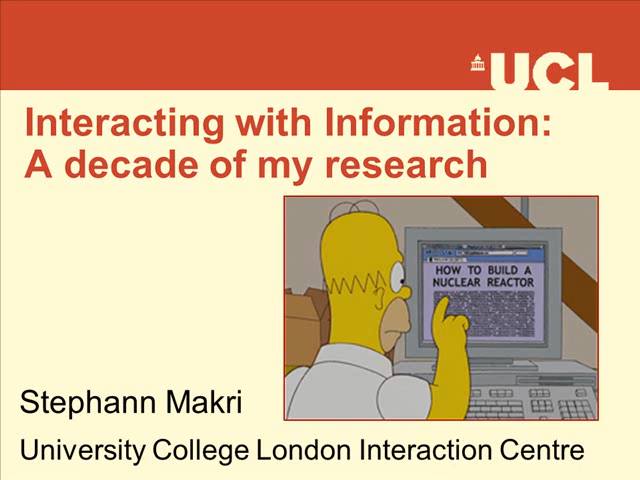 UCL
Interacting with Information:
A decade of my research
HOW TO BUILD A
NUCLEAR REACTOR
Stephann Makri
University College London Interaction Centre